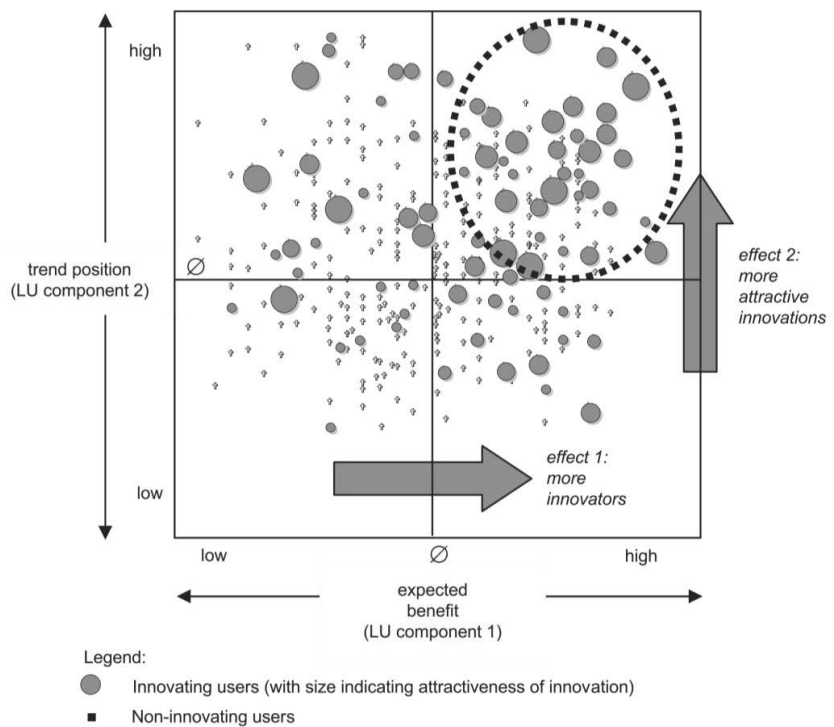 high
trend position
(LU component 2)
Ø
effect 2:
more
attractive
innovations
effect 1:
more
innovators
low
low
Ø
high
expected
benefit
(LU component 1)
Legend:
Innovating users (with size indicating attractiveness of innovation)
Non-innovating users